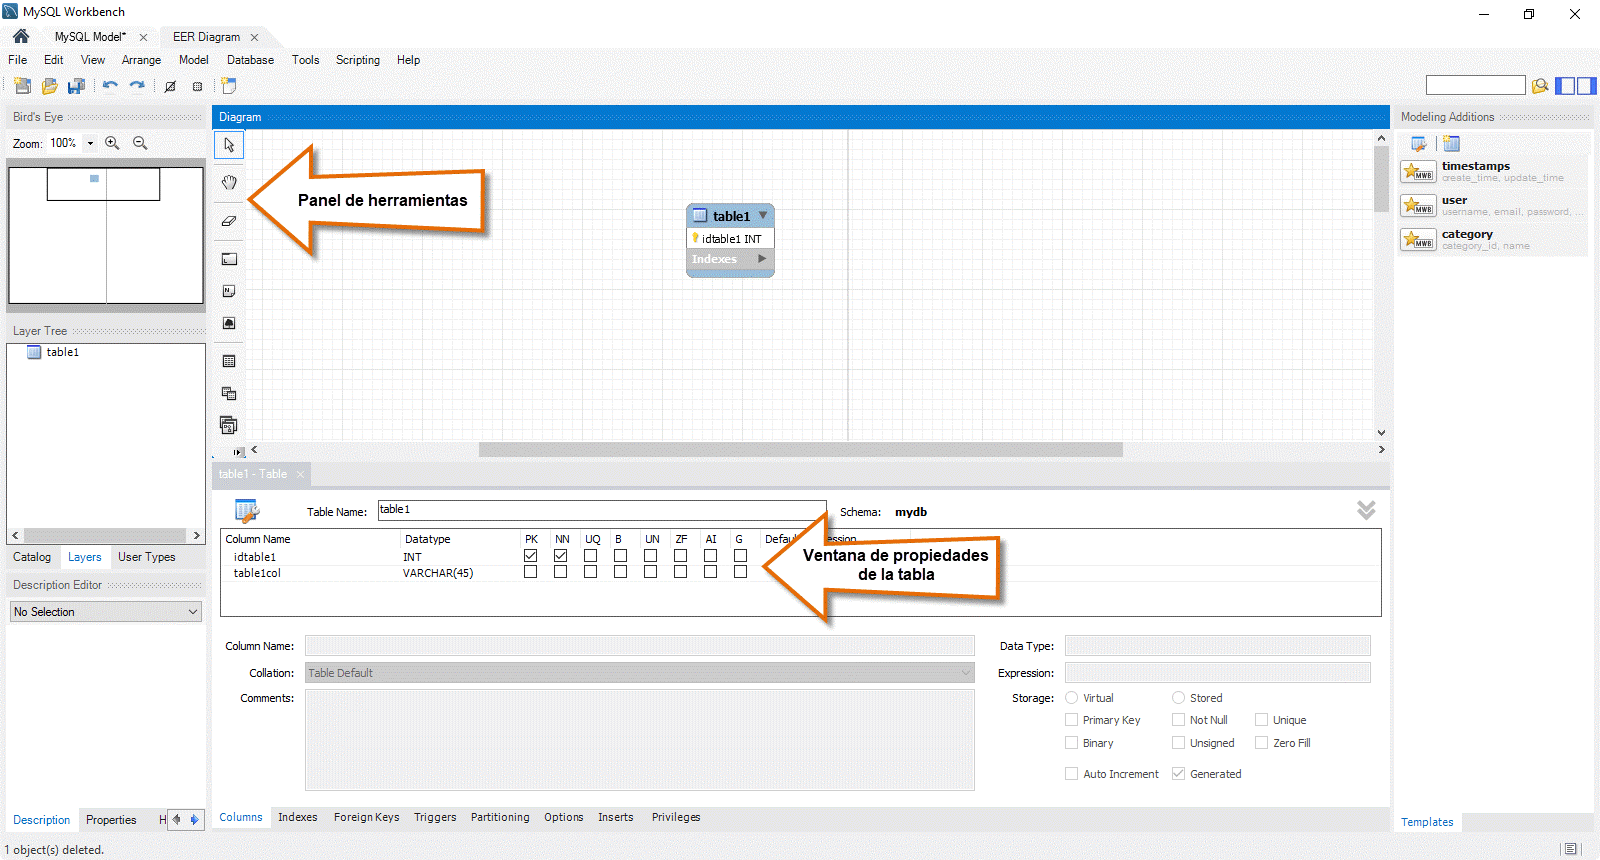 MySQL Workbench
MySQL Model* EER Diagram
File Edit View Arrange Model Database Tools Scripting Help
Bird's Eye
Zoom: 100%
Layer Tree
table1
Catalog Layers User Types
Description Editor
No Selection
Description Properties H
Diagram
Panel de herramientas
table1
idtable1 INT
Indexes
table1 - Table
Table Name: table1 Schema: mydb
Column Name Datatype PK NN UQ B UN ZF AI G
idtable1 INT
table1col VARCHAR(45)
Ventana de propiedades
de la tabla
Column Name: Data Type:
Collation: Table Default Expression:
Comments: Storage: Virtual Stored
Primary Key Not Null Unique
Binary Unsigned Zero Fill
Auto Increment Generated
Columns Indexes Foreign Keys Triggers Partitioning Options Inserts Privileges
Modeling Additions
MWB timestamps
create_time, update_time
MWB user
username, email, password, ...
MWB category
category_id, name
Templates
1 object(s) deleted.